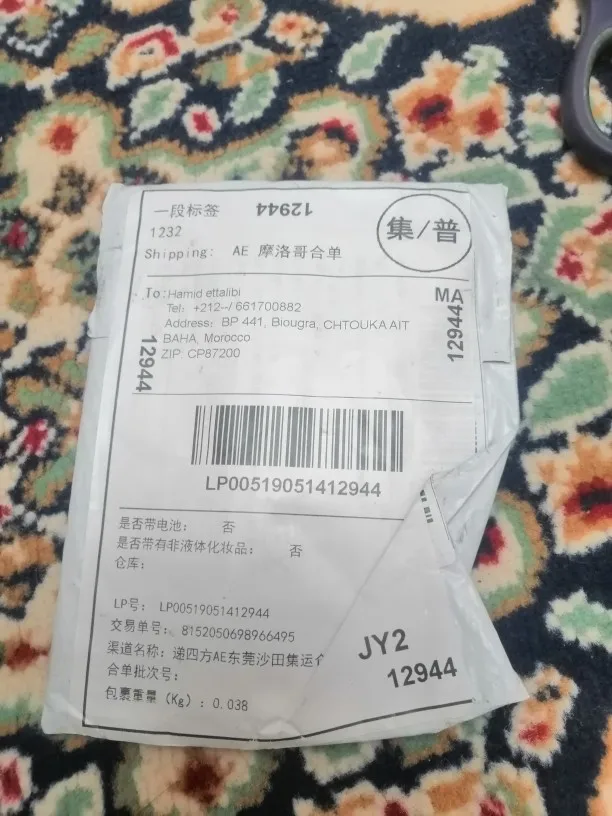 一段标签
12944
集/普
1232
Shipping: AE 摩洛哥合单
To: Hamid ettalibi
Tel: +212--/ 661700882
Address: BP 441, Biougra, CHTOUKA AIT
BAHA, Morocco
ZIP CP87200
MA
12944
12944
LP00519051412944
是否带电池: 否
是否带有非液体化妆品: 否
仓库:
LP号: LP00519051412944
交易单号: 8152050698966495
渠道名称: 递四方AE东莞沙田集运
合单批次号:
包裹重量 (Kg) : 0.038
JY2
12944